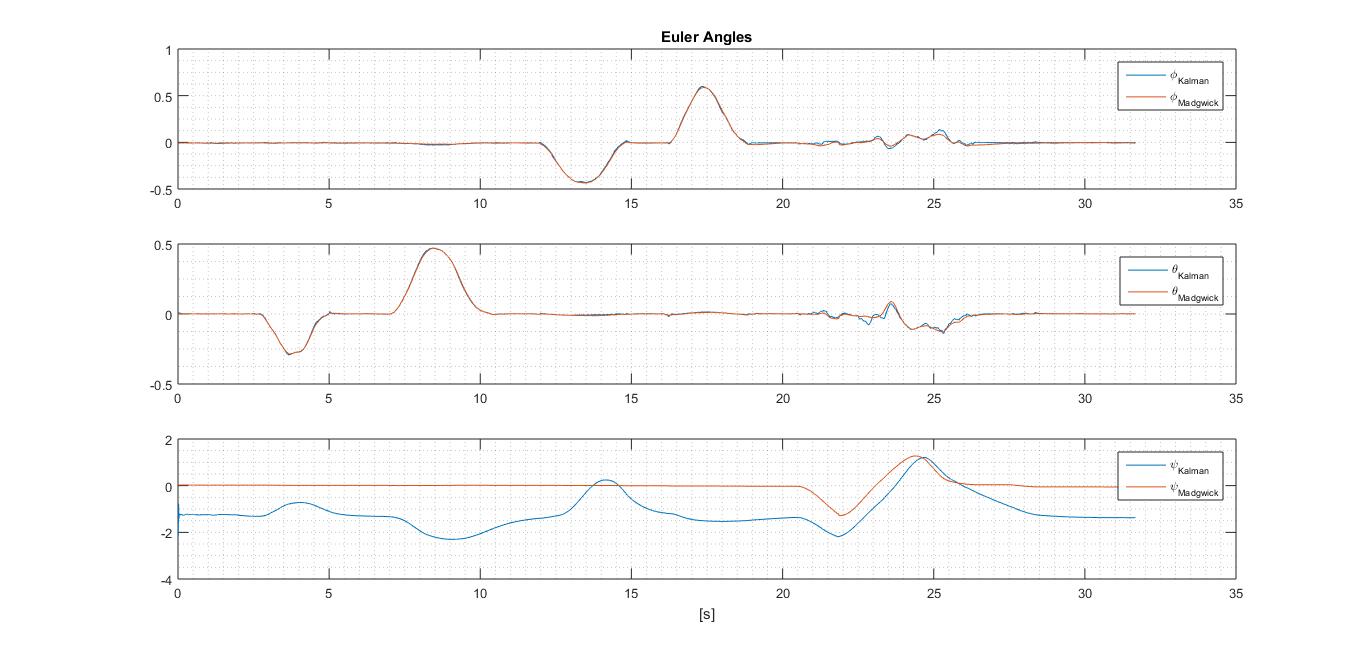 Euler Angles
1
0.5
0
-0.5
0 5 10 15 20 25 30 35
ϕKalman
ϕMadgwick
0.5
0
-0.5
0 5 10 15 20 25 30 35
θKalman
θMadgwick
2
0
-2
-4
0 5 10 15 20 25 30 35
ψKalman
ψMadgwick
[s]